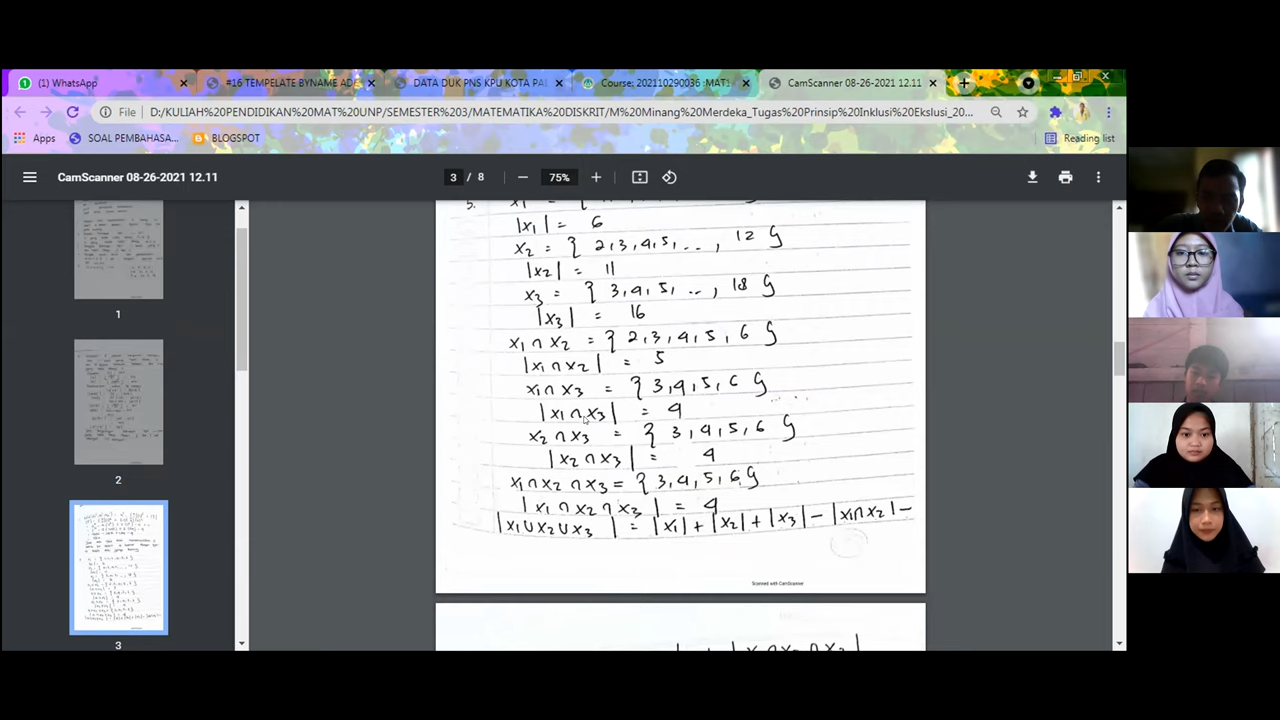 (1) WhatsApp
#16 TEMPELATE BYNAME AD
DATA DUK PNS KPU KOTA PA
Course: 202110290036 :MAT1
CamScanner 08-26-2021 12.11
File
D:/KULIAH%20PENDIDIKAN%20MAT%20UNP/SEMESTER%203/MATEMATIKA%20DISKRIT/M%20Minang%20Merdeka_Tugas%20Prinsip%20Inklusi%20Ekslusi_20...
Apps
SOAL PEMBAHASA...
BLOGSPOT
Reading list
CamScanner 08-26-2021 12.11
3 / 8
75%
1
2
3
5. x1 = {
|x1| = 6
x2 = { 2,3,4,5, ..., 12 }
|x2| = 11
x3 = { 3,4,5, ..., 18 }
|x3| = 16
x1 ∩ x2 = { 2,3,4,5,6 }
|x1 ∩ x2| = 5
x1 ∩ x3 = { 3,4,5,6 }
|x1 ∩ x3| = 4
x2 ∩ x3 = { 3,4,5,6 }
|x2 ∩ x3| = 4
x1 ∩ x2 ∩ x3 = { 3,4,5,6 }
|x1 ∩ x2 ∩ x3| = 4
|x1 ∪ x2 ∪ x3| = |x1| + |x2| + |x3| - |x1 ∩ x2| -
Scanned with CamScanner